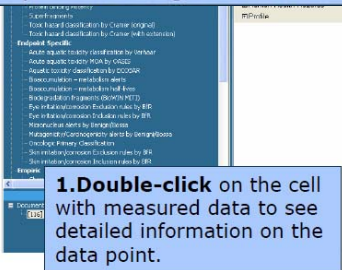 Superfragments
Toxic hazard classification by Cramer (original)
Toxic hazard classification by Cramer (with extension)
Endpoint Specific
Acute aquatic toxicity classification by Verhaar
Acute aquatic toxicity MOA by OASIS
Aquatic toxicity classification by ECOSAR
Bioaccumulation – metabolism alerts
Bioaccumulation – metabolism half-lives
Biodegradation fragments (BioWIN MITI)
Eye irritation/corrosion Exclusion rules by BfR
Eye irritation/corrosion Inclusion rules by BfR
Micronucleus alerts by Benigni/Bossa
Mutagenicity/Carcinogenicity alerts by Benigni/Bossa
Oncologic Primary Classification
Skin irritation/corrosion Exclusion rules by BfR
Skin irritation/corrosion Inclusion rules by BfR
Empiric
Profile
Document
1.Double-click on the cell
with measured data to see
detailed information on the
data point.